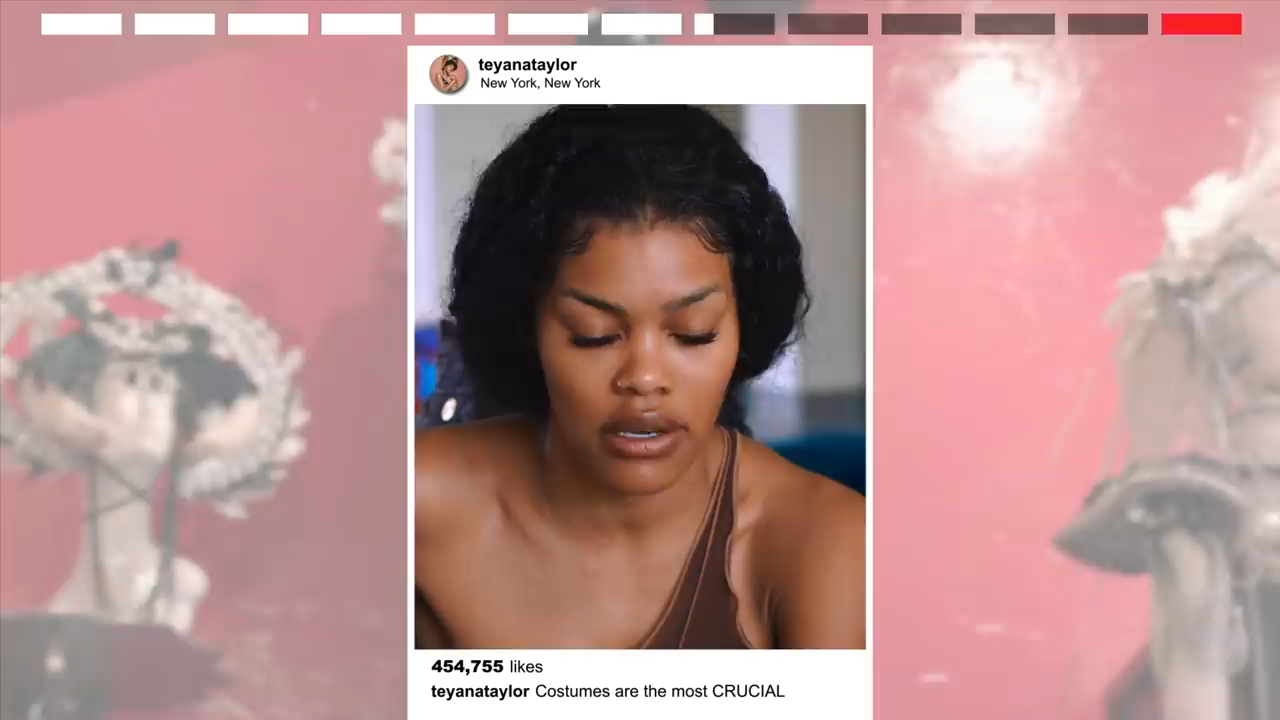 teyanataylor
New York, New York
454,755 likes
teyanataylor Costumes are the most CRUCIAL